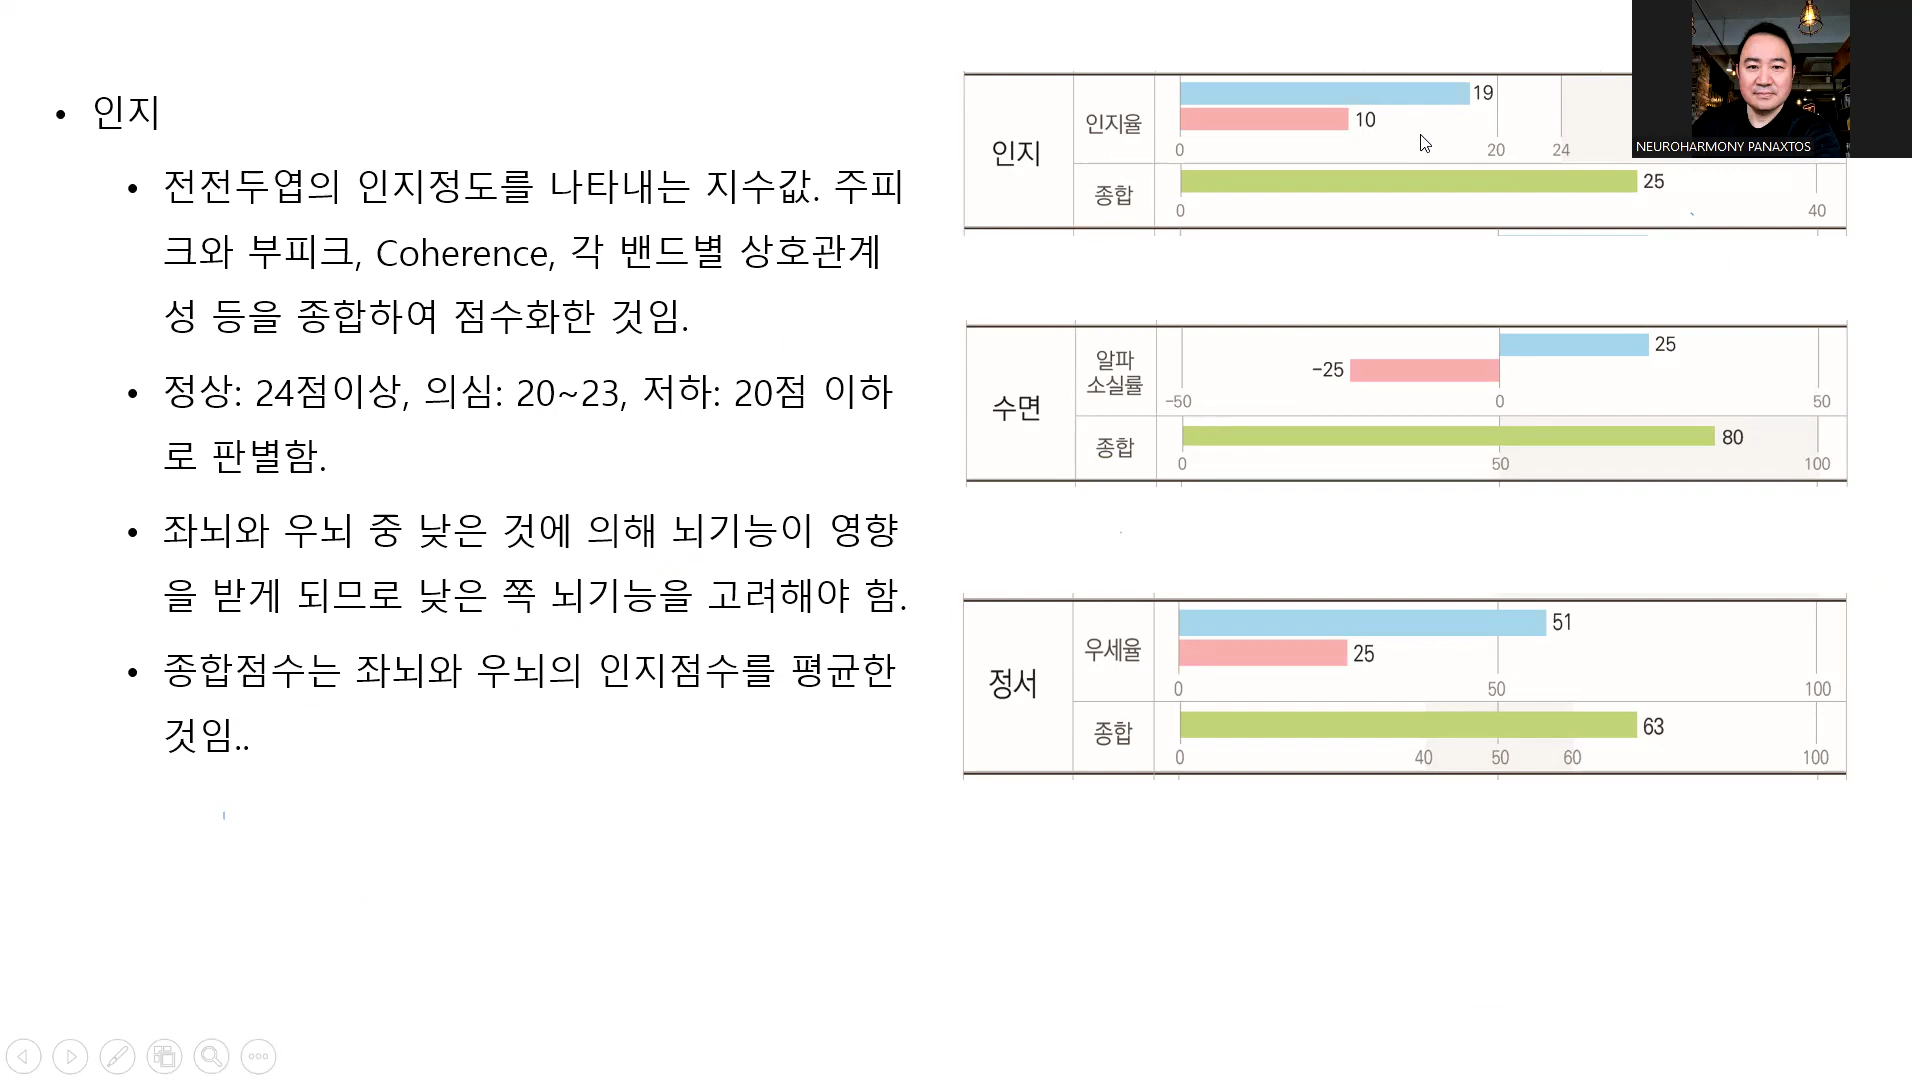 • 인지
• 전전두엽의 인지정도를 나타내는 지수값. 주피
크와 부피크, Coherence, 각 밴드별 상호관계
성 등을 종합하여 점수화한 것임.
• 정상: 24점이상, 의심: 20~23, 저하: 20점 이하
로 판별함.
• 좌뇌와 우뇌 중 낮은 것에 의해 뇌기능이 영향
을 받게 되므로 낮은 쪽 뇌기능을 고려해야 함.
• 종합점수는 좌뇌와 우뇌의 인지점수를 평균한
것임..
인지
인지율
19
10
0 20 24
종합
25
0 40
수면
알파
소실률
25
-25
-50 0 50
종합
80
0 50 100
정서
우세율
51
25
0 50 100
종합
63
0 40 50 60 100
NEUROHARMONY PANAXTOS